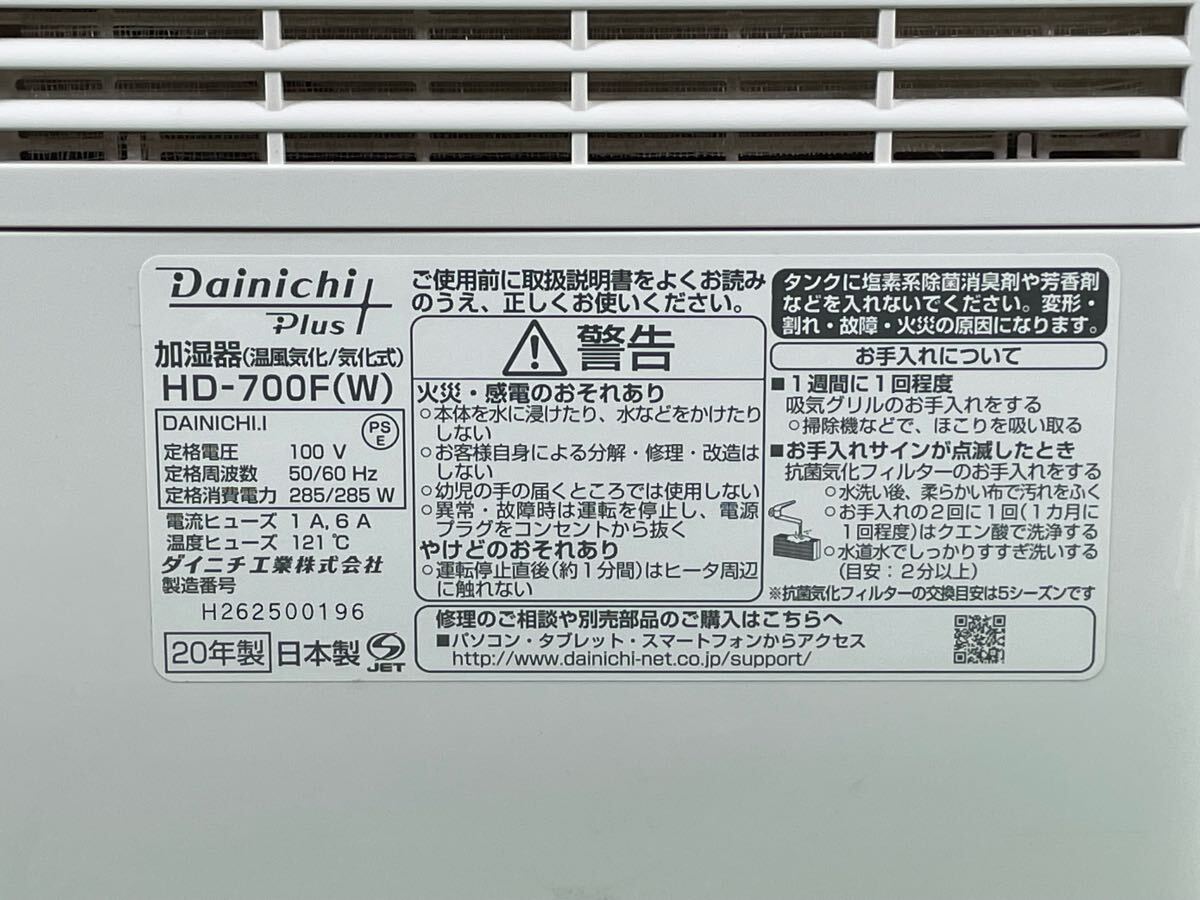 Dainichi
Plus
加湿器(温風気化/気化式)
HD-700F(W)
DAINICHI.I
PS
E
定格電圧 100 V
定格周波数 50/60 Hz
定格消費電力 285/285 W
電流ヒューズ 1 A, 6 A
温度ヒューズ 121℃
ダイニチ工業株式会社
製造番号
H262500196
20年製 日本製 S JET
ご使用前に取扱説明書をよくお読み
のうえ、正しくお使いください。
警告
火災・感電のおそれあり
○本体を水に浸けたり、水などをかけたり
しない
○お客様自身による分解・修理・改造は
しない
○幼児の手の届くところでは使用しない
○異常・故障時は運転を停止し、電源
プラグをコンセントから抜く
やけどのおそれあり
○運転停止直後(約1分間)はヒータ周辺
に触れない
タンクに塩素系除菌消臭剤や芳香剤
などを入れないでください。変形・
割れ・故障・火災の原因になります。
お手入れについて
■1週間に1回程度
吸気グリルのお手入れをする
○掃除機などで、ほこりを吸い取る
■お手入れサインが点滅したとき
抗菌気化フィルターのお手入れをする
○水洗い後、柔らかい布で汚れをふく
○お手入れの2回に1回(1カ月に
1回程度)はクエン酸で洗浄する
○水道水でしっかりすすぎ洗いする
(目安:2分以上)
※抗菌気化フィルターの交換目安は5シーズンです
修理のご相談や別売部品のご購入はこちらへ
■パソコン・タブレット・スマートフォンからアクセス
http://www.dainichi-net.co.jp/support/